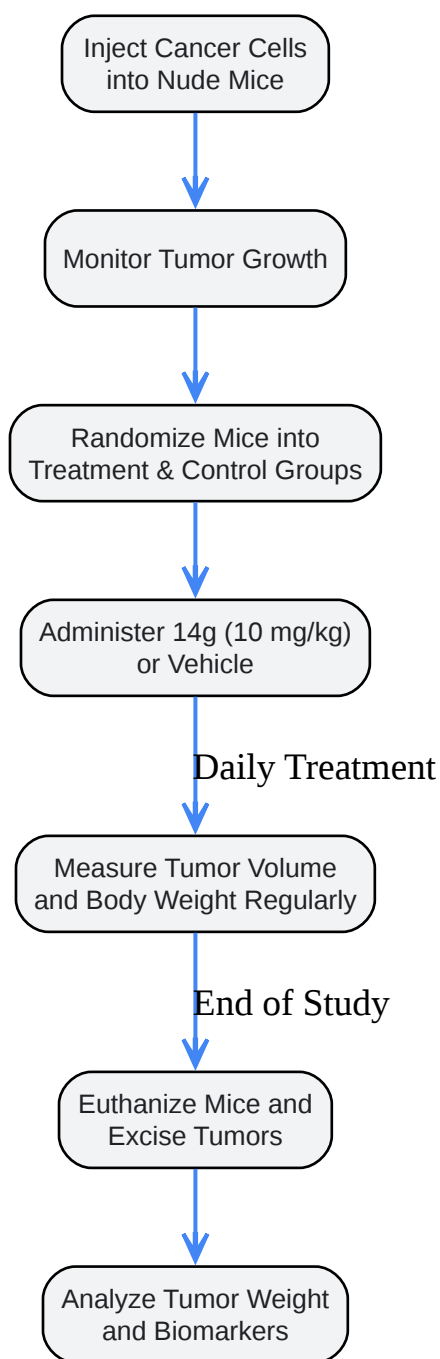 Inject Cancer Cells
into Nude Mice
Monitor Tumor Growth
Randomize Mice into
Treatment & Control Groups
Administer 14g (10 mg/kg)
or Vehicle
Daily Treatment
Measure Tumor Volume
and Body Weight Regularly
End of Study
Euthanize Mice and
Excise Tumors
Analyze Tumor Weight
and Biomarkers